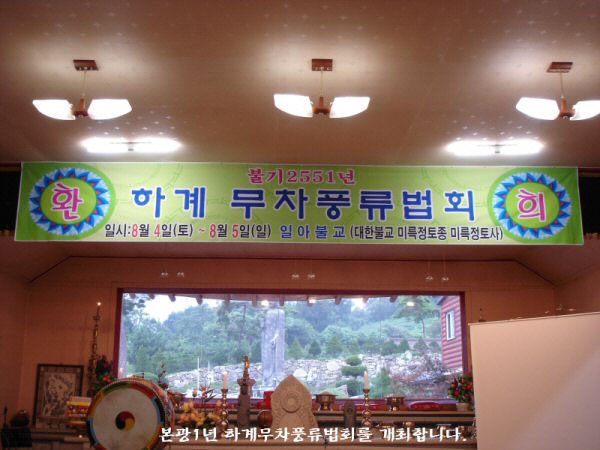 불기2551년
환 하계 무차풍류법회 희
일시:8월 4일(토) ~ 8월 5일(일) 일아불교 (대한불교 미륵정토종 미륵정토사)
본광1년 하계무차풍류법회를 개최합니다.